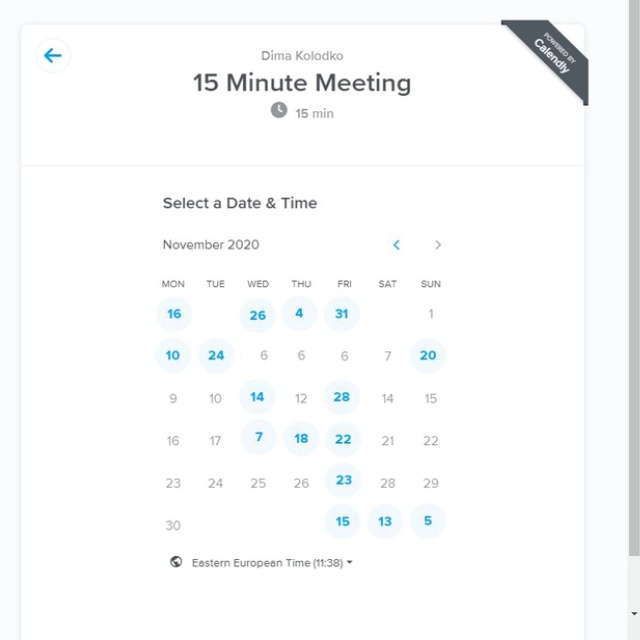 POWERED BY
Calendly
Dima Kolodko
15 Minute Meeting
15 min
Select a Date & Time
November 2020
MON TUE WED THU FRI SAT SUN
16 26 4 31 1
10 24 6 6 6 7 20
9 10 14 12 28 14 15
16 17 7 18 22 21 22
23 24 25 26 23 28 29
30 15 13 5
Eastern European Time (11:38)